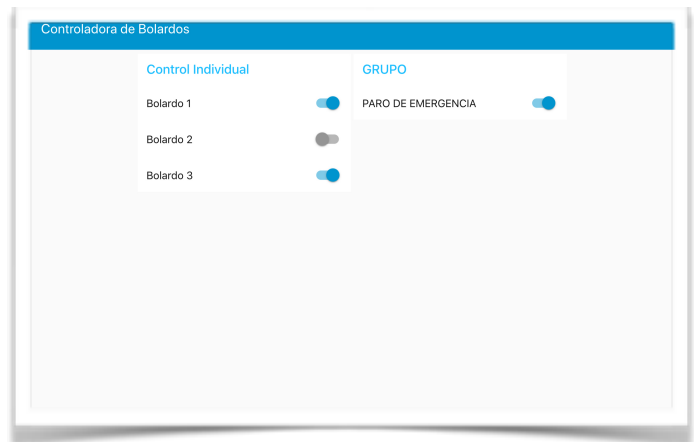 Controladora de Bolardos
Control Individual
Bolardo 1
Bolardo 2
Bolardo 3
GRUPO
PARO DE EMERGENCIA